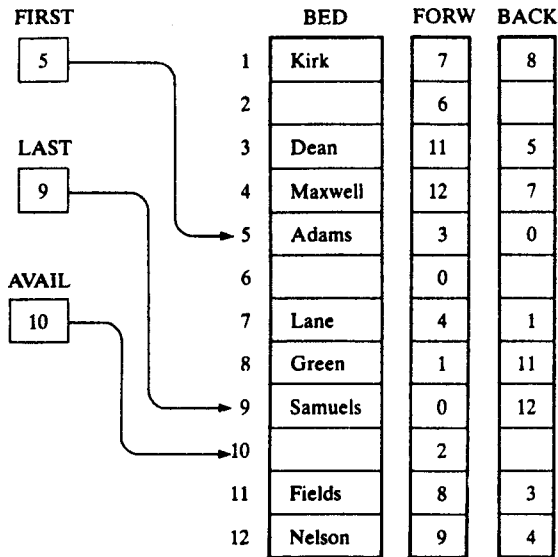 FIRST BED FORW BACK
5 1 Kirk 7 8
2 6
LAST 3 Dean 11 5
9 4 Maxwell 12 7
5 Adams 3 0
AVAIL 6 0
10 7 Lane 4 1
8 Green 1 11
9 Samuels 0 12
10 2
11 Fields 8 3
12 Nelson 9 4